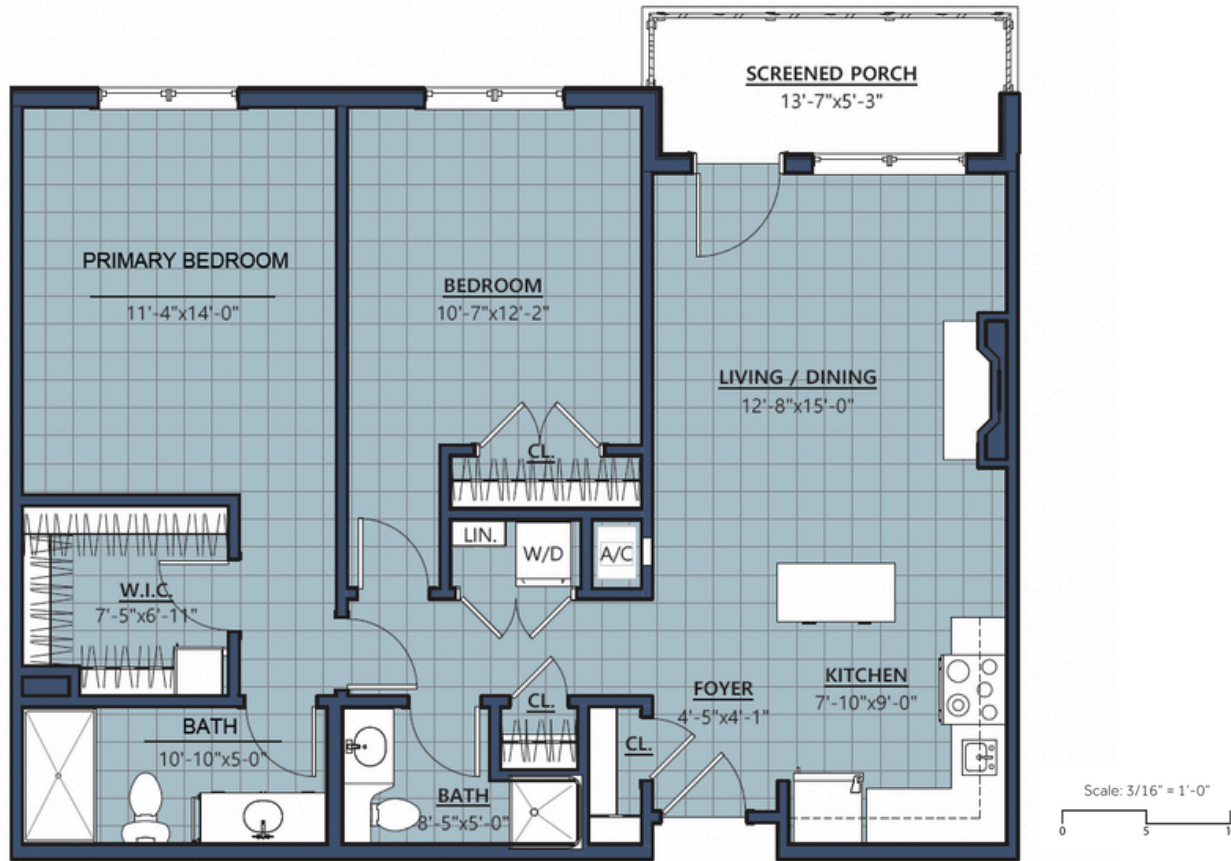 SCREENED PORCH
13'-7"x5'-3"
PRIMARY BEDROOM
11'-4"x14'-0"
BEDROOM
10'-7"x12'-2"
LIVING / DINING
12'-8"x15'-0"
CL.
LIN.
W/D
A/C
W.I.C.
7'-5"x6'-11"
KITCHEN
7'-10"x9'-0"
FOYER
4'-5"x4'-1"
CL.
CL.
BATH
10'-10"x5-0"
BATH
8'-5"x5'-0"
Scale: 3/16" = 1'-0"
0 5